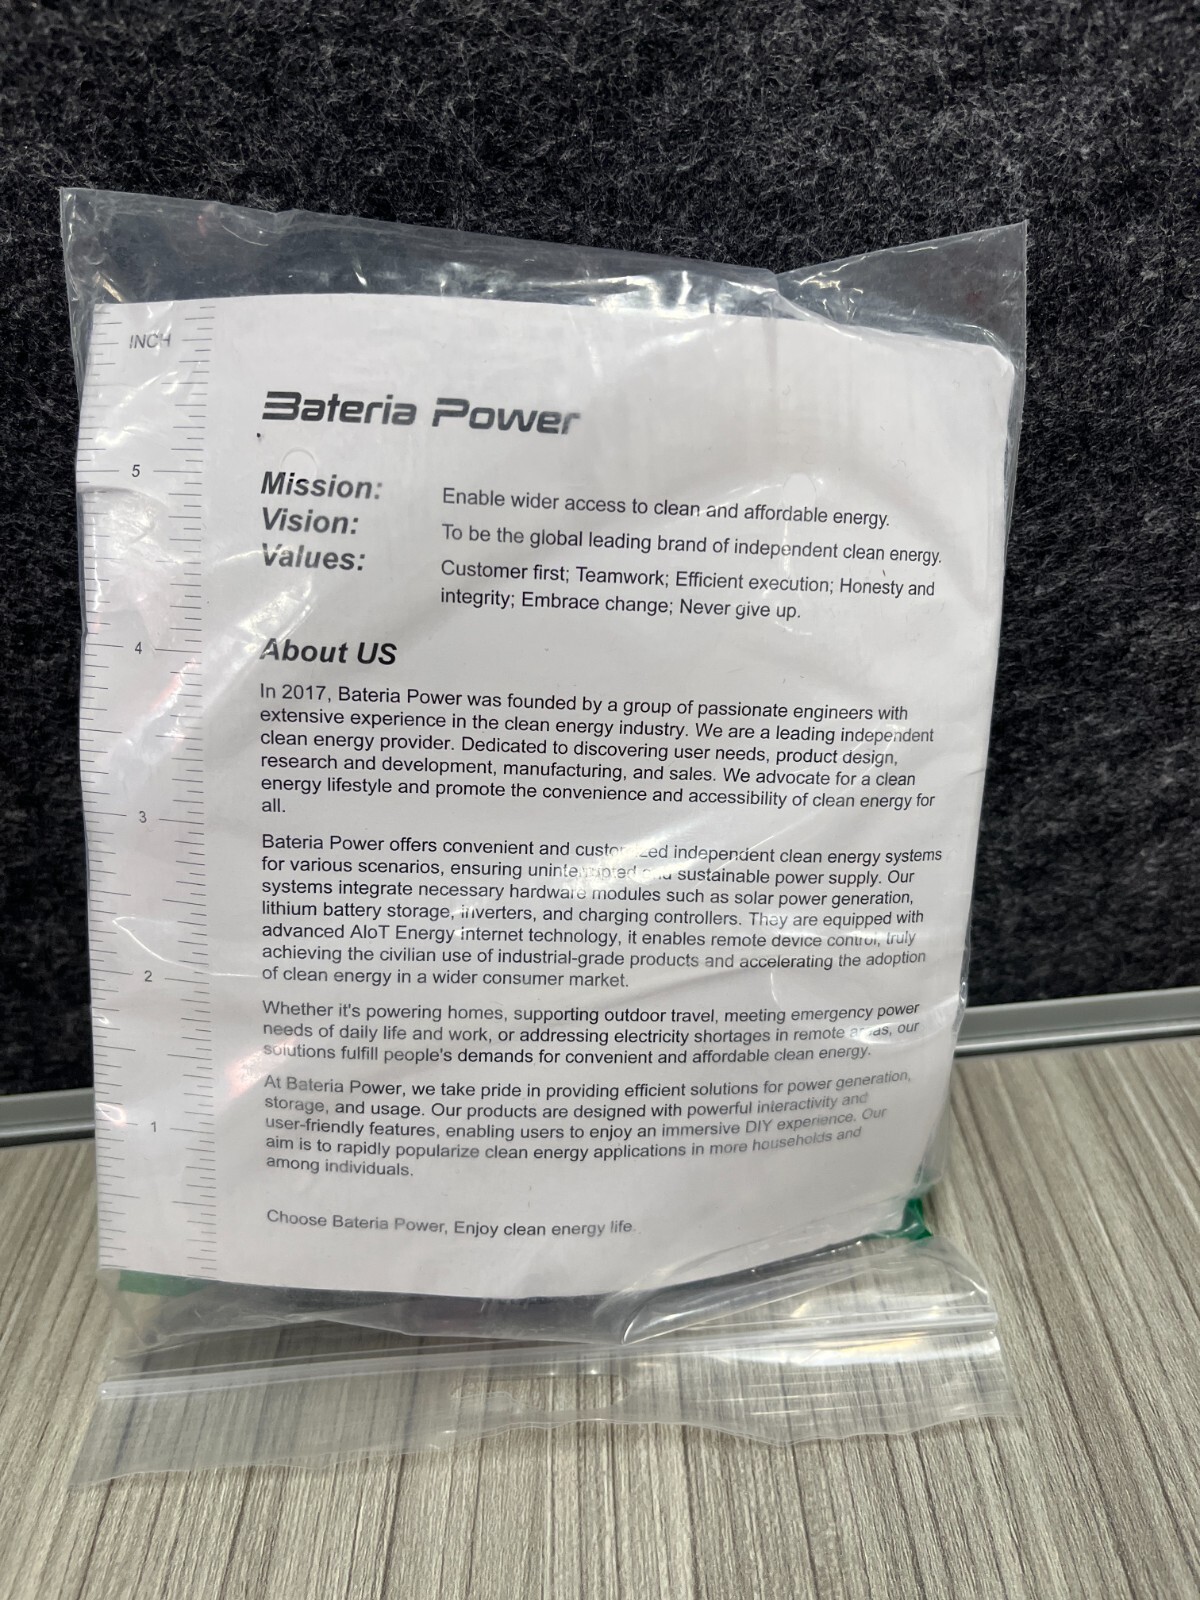 INCH
5
4
3
2
1
Bateria Power
Mission: Enable wider access to clean and affordable energy.
Vision: To be the global leading brand of independent clean energy.
Values: Customer first; Teamwork; Efficient execution; Honesty and
integrity; Embrace change; Never give up.
About US
In 2017, Bateria Power was founded by a group of passionate engineers with
extensive experience in the clean energy industry. We are a leading independent
clean energy provider. Dedicated to discovering user needs, product design,
research and development, manufacturing, and sales. We advocate for a clean
energy lifestyle and promote the convenience and accessibility of clean energy for
all.
Bateria Power offers convenient and customized independent clean energy systems
for various scenarios, ensuring uninterrupted and sustainable power supply. Our
systems integrate necessary hardware modules such as solar power generation,
lithium battery storage, inverters, and charging controllers. They are equipped with
advanced AIoT Energy internet technology, it enables remote device control, truly
achieving the civilian use of industrial-grade products and accelerating the adoption
of clean energy in a wider consumer market.
Whether it's powering homes, supporting outdoor travel, meeting emergency power
needs of daily life and work, or addressing electricity shortages in remote areas, our
solutions fulfill people's demands for convenient and affordable clean energy.
At Bateria Power, we take pride in providing efficient solutions for power generation,
storage, and usage. Our products are designed with powerful interactivity and
user-friendly features, enabling users to enjoy an immersive DIY experience. Our
aim is to rapidly popularize clean energy applications in more households and
among individuals.
Choose Bateria Power, Enjoy clean energy life.